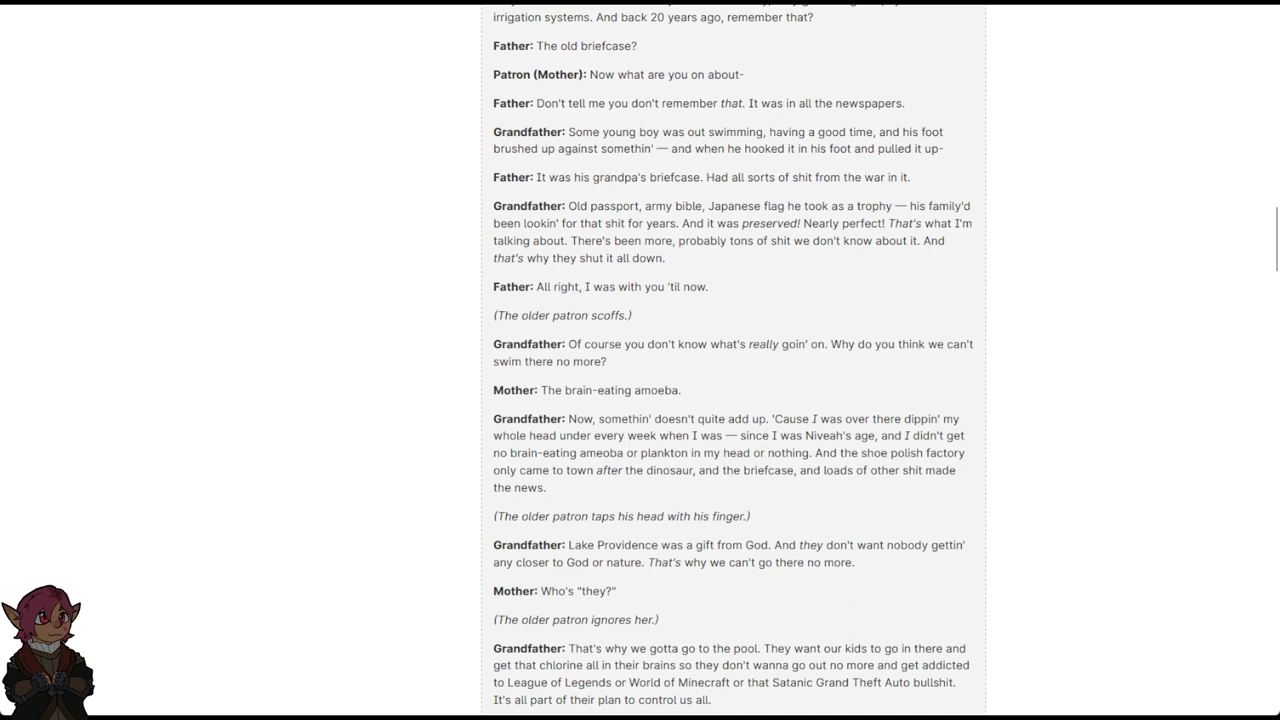 irrigation systems. And back 20 years ago, remember that?
Father: The old briefcase?
Patron (Mother): Now what are you on about-
Father: Don't tell me you don't remember that. It was in all the newspapers.
Grandfather: Some young boy was out swimming, having a good time, and his foot
brushed up against somethin' — and when he hooked it in his foot and pulled it up-
Father: It was his grandpa's briefcase. Had all sorts of shit from the war in it.
Grandfather: Old passport, army bible, Japanese flag he took as a trophy — his family'd
been lookin' for that shit for years. And it was preserved! Nearly perfect! That's what I'm
talking about. There's been more, probably tons of shit we don't know about it. And
that's why they shut it all down.
Father: All right, I was with you 'til now.
(The older patron scoffs.)
Grandfather: Of course you don't know what's really goin' on. Why do you think we can't
swim there no more?
Mother: The brain-eating amoeba.
Grandfather: Now, somethin' doesn't quite add up. 'Cause I was over there dippin' my
whole head under every week when I was — since I was Niveah's age, and I didn't get
no brain-eating ameoba or plankton in my head or nothing. And the shoe polish factory
only came to town after the dinosaur, and the briefcase, and loads of other shit made
the news.
(The older patron taps his head with his finger.)
Grandfather: Lake Providence was a gift from God. And they don't want nobody gettin'
any closer to God or nature. That's why we can't go there no more.
Mother: Who's "they?"
(The older patron ignores her.)
Grandfather: That's why we gotta go to the pool. They want our kids to go in there and
get that chlorine all in their brains so they don't wanna go out no more and get addicted
to League of Legends or World of Minecraft or that Satanic Grand Theft Auto bullshit.
It's all part of their plan to control us all.